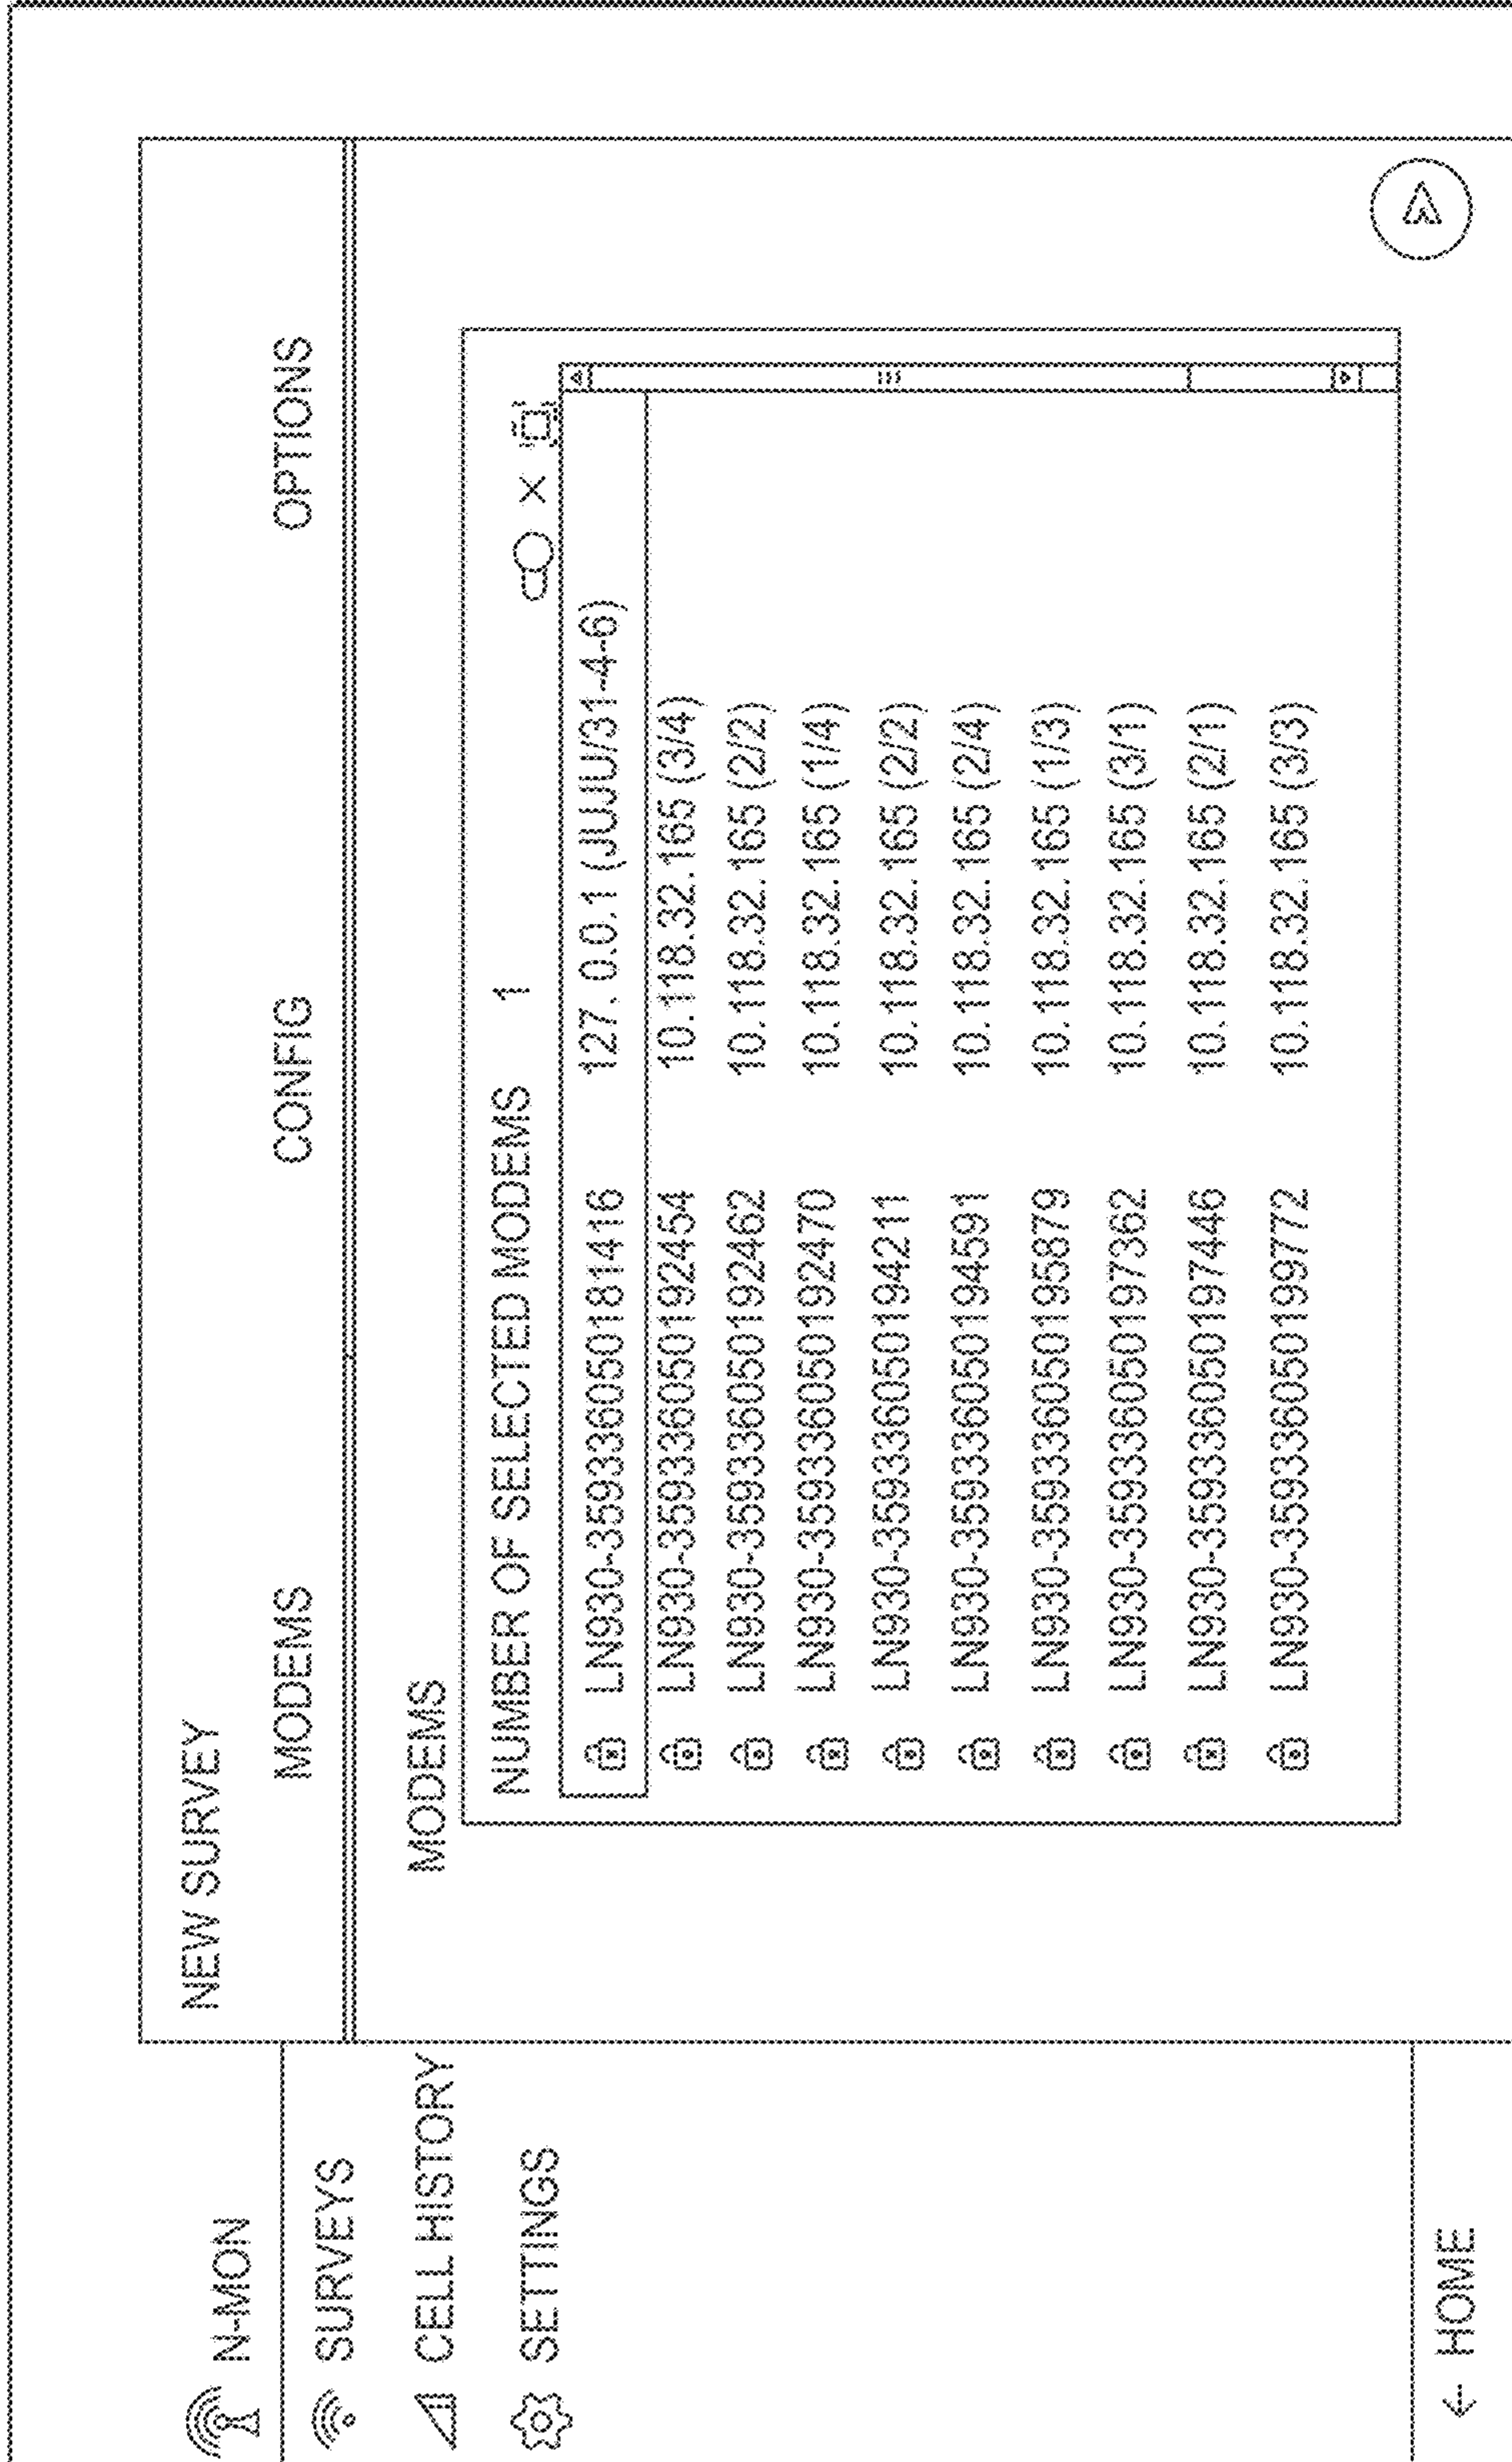 N-MON
SURVEYS
CELL HISTORY
SETTINGS
HOME
NEW SURVEY
MODEMS CONFIG OPTIONS
MODEMS
NUMBER OF SELECTED MODEMS 1
LN930-359336050181416 127. 0.0.1 (JUJU/31-4-6)
LN930-359336050192454 10.118.32.165 (3/4)
LN930-359336050192462 10.118.32.165 (2/2)
LN930-359336050192470 10.118.32.165 (1/4)
LN930-359336050194211 10.118.32.165 (2/2)
LN930-359336050194591 10.118.32.165 (2/4)
LN930-359336050195879 10.118.32.165 (1/3)
LN930-359336050197362 10.118.32.165 (3/1)
LN930-359336050197446 10.118.32.165 (2/1)
LN930-359336050199772 10.118.32.165 (3/3)